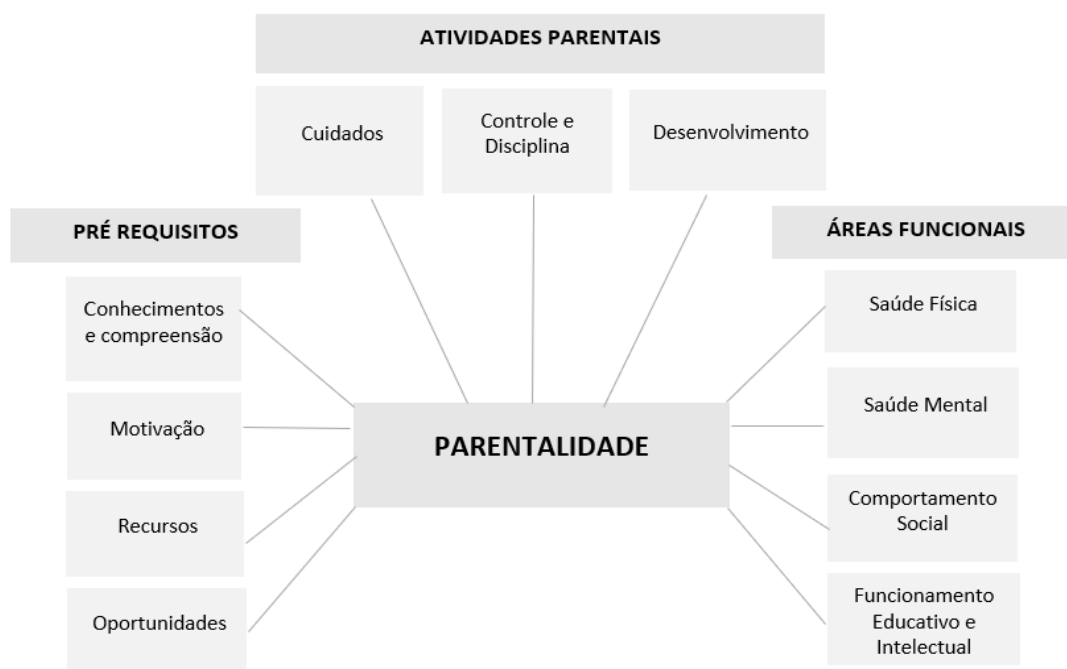 ATIVIDADES PARENTAIS
Cuidados
Controle e
Disciplina
Desenvolvimento
PRÉ REQUISITOS
Conhecimentos
e compreensão
Motivação
Recursos
Oportunidades
PARENTALIDADE
ÁREAS FUNCIONAIS
Saúde Física
Saúde Mental
Comportamento
Social
Funcionamento
Educativo e
Intelectual